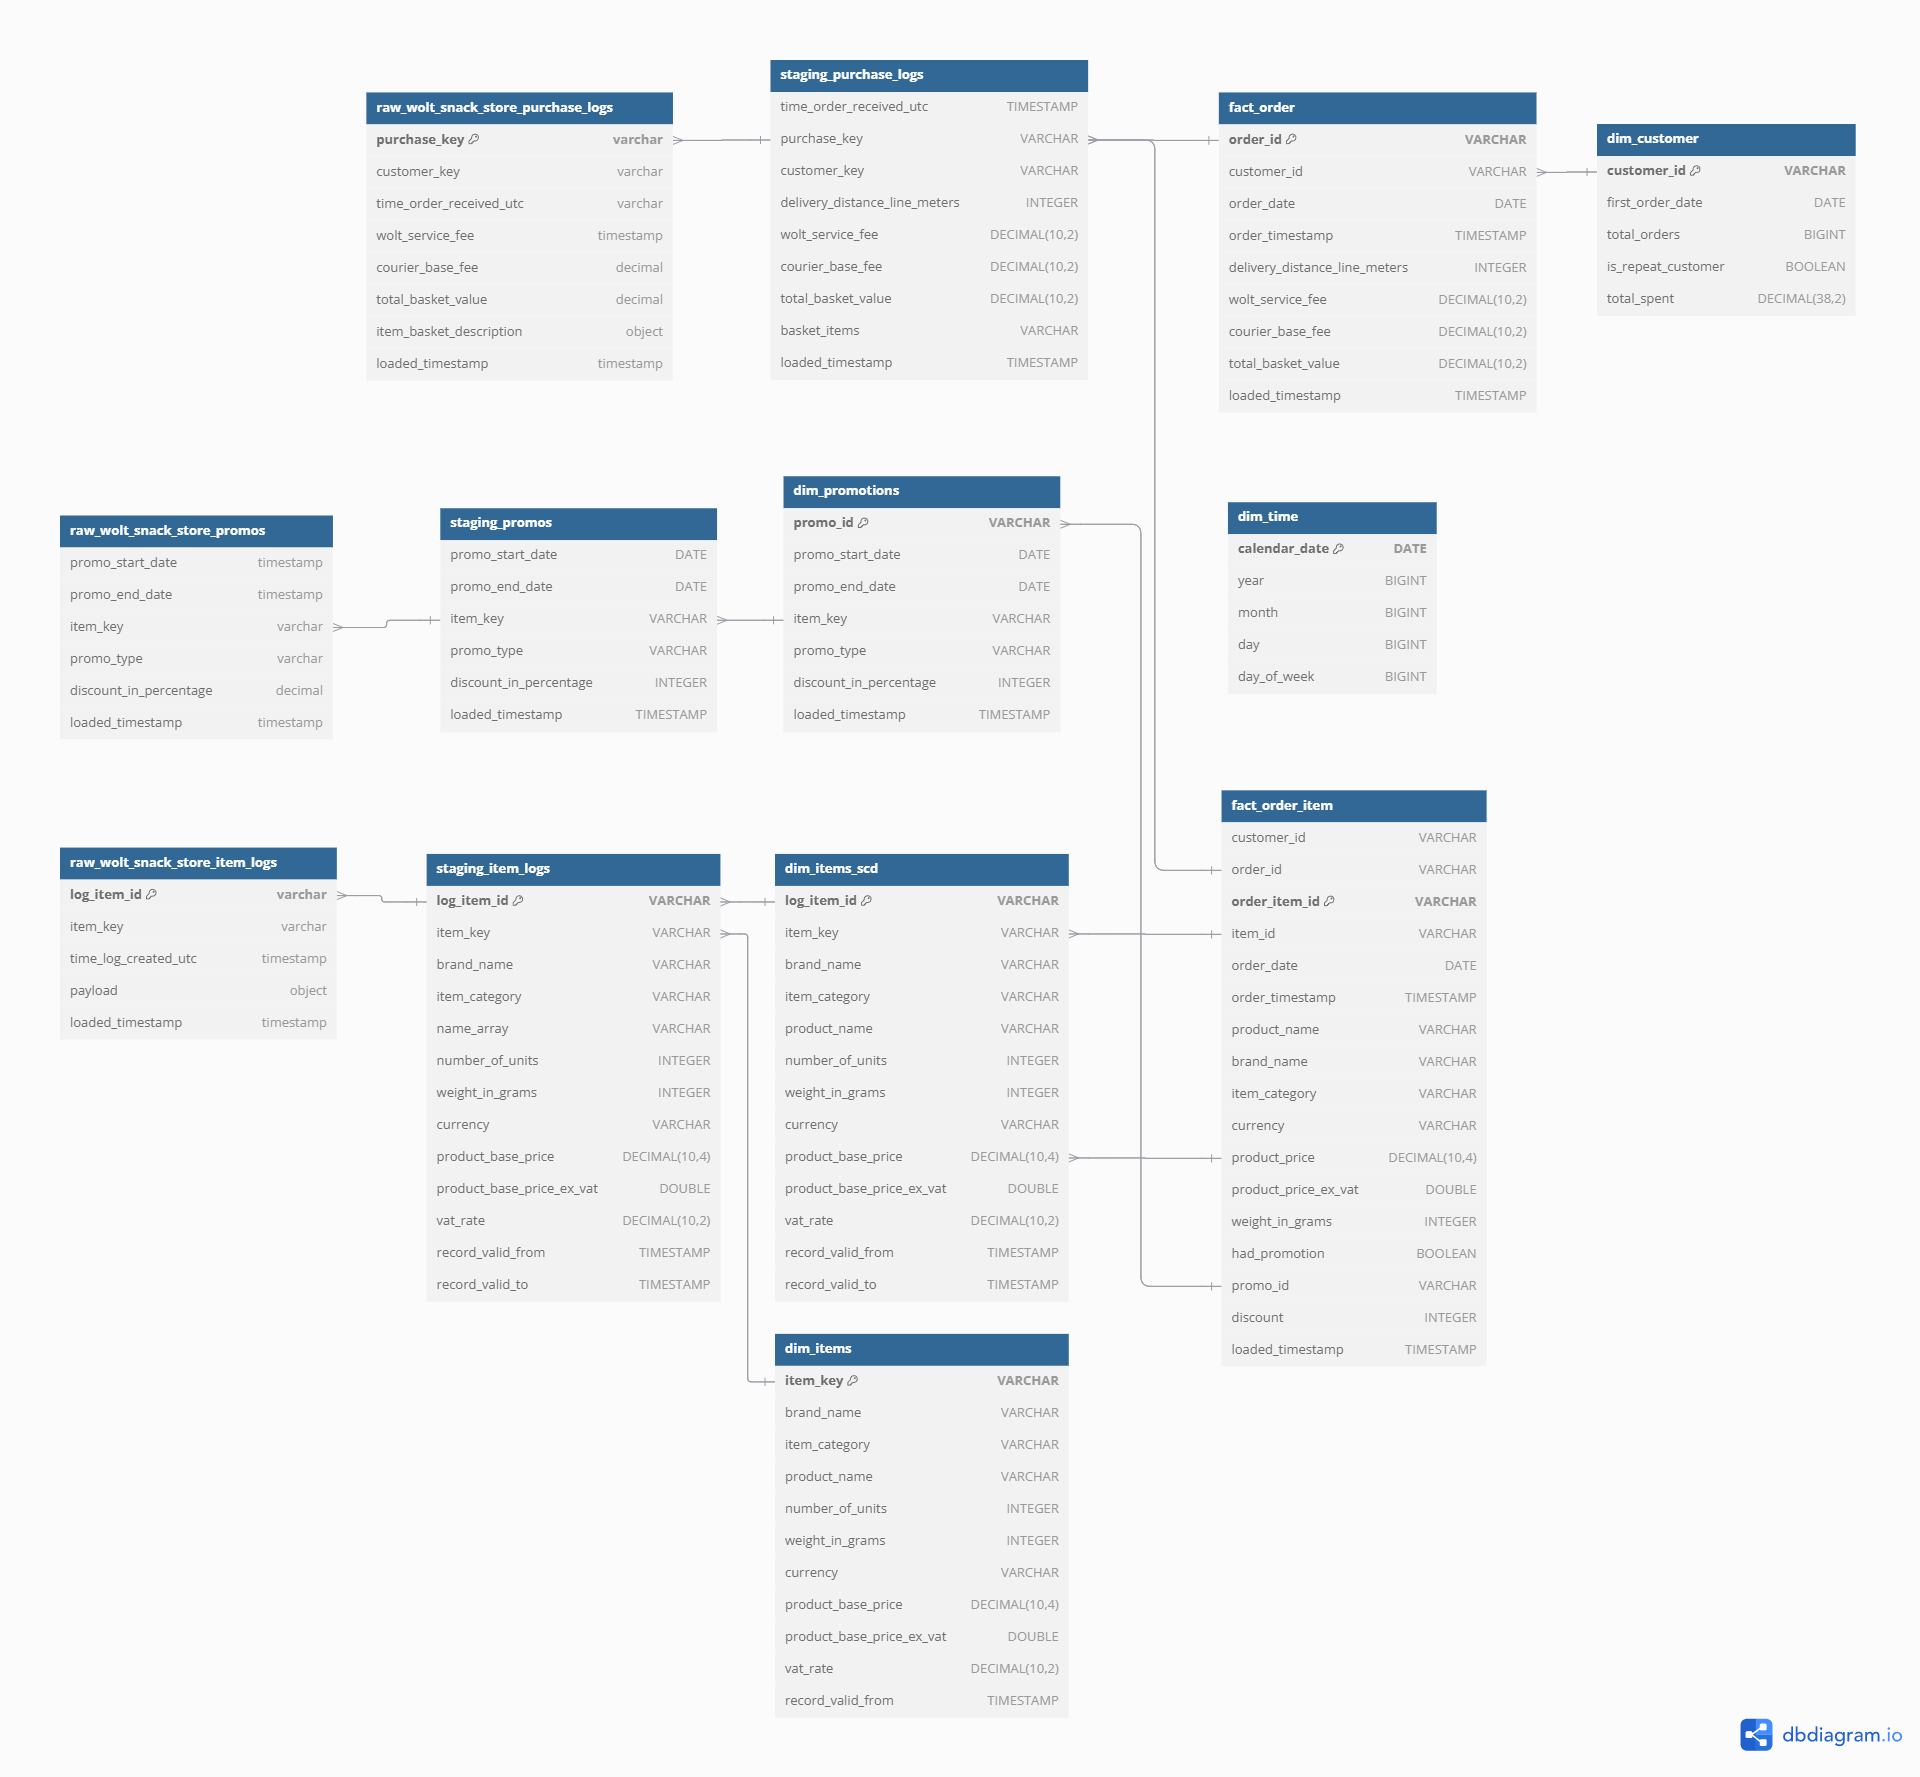 staging_purchase_logs
time_order_received_utc TIMESTAMP
purchase_key VARCHAR
customer_key VARCHAR
delivery_distance_line_meters INTEGER
wolt_service_fee DECIMAL(10,2)
courier_base_fee DECIMAL(10,2)
total_basket_value DECIMAL(10,2)
basket_items VARCHAR
loaded_timestamp TIMESTAMP
raw_wolt_snack_store_purchase_logs
purchase_key varchar
customer_key varchar
time_order_received_utc varchar
wolt_service_fee timestamp
courier_base_fee decimal
total_basket_value decimal
item_basket_description object
loaded_timestamp timestamp
fact_order
order_id VARCHAR
customer_id VARCHAR
order_date DATE
order_timestamp TIMESTAMP
delivery_distance_line_meters INTEGER
wolt_service_fee DECIMAL(10,2)
courier_base_fee DECIMAL(10,2)
total_basket_value DECIMAL(10,2)
loaded_timestamp TIMESTAMP
dim_customer
customer_id VARCHAR
first_order_date DATE
total_orders BIGINT
is_repeat_customer BOOLEAN
total_spent DECIMAL(38,2)
raw_wolt_snack_store_promos
promo_start_date timestamp
promo_end_date timestamp
item_key varchar
promo_type varchar
discount_in_percentage decimal
loaded_timestamp timestamp
staging_promos
promo_start_date DATE
promo_end_date DATE
item_key VARCHAR
promo_type VARCHAR
discount_in_percentage INTEGER
loaded_timestamp TIMESTAMP
dim_promotions
promo_id VARCHAR
promo_start_date DATE
promo_end_date DATE
item_key VARCHAR
promo_type VARCHAR
discount_in_percentage INTEGER
loaded_timestamp TIMESTAMP
dim_time
calendar_date DATE
year BIGINT
month BIGINT
day BIGINT
day_of_week BIGINT
raw_wolt_snack_store_item_logs
log_item_id varchar
item_key varchar
time_log_created_utc timestamp
payload object
loaded_timestamp timestamp
staging_item_logs
log_item_id VARCHAR
item_key VARCHAR
brand_name VARCHAR
item_category VARCHAR
name_array VARCHAR
number_of_units INTEGER
weight_in_grams INTEGER
currency VARCHAR
product_base_price DECIMAL(10,4)
product_base_price_ex_vat DOUBLE
vat_rate DECIMAL(10,2)
record_valid_from TIMESTAMP
record_valid_to TIMESTAMP
dim_items_scd
log_item_id VARCHAR
item_key VARCHAR
brand_name VARCHAR
item_category VARCHAR
product_name VARCHAR
number_of_units INTEGER
weight_in_grams INTEGER
currency VARCHAR
product_base_price DECIMAL(10,4)
product_base_price_ex_vat DOUBLE
vat_rate DECIMAL(10,2)
record_valid_from TIMESTAMP
record_valid_to TIMESTAMP
fact_order_item
customer_id VARCHAR
order_id VARCHAR
order_item_id VARCHAR
item_id VARCHAR
order_date DATE
order_timestamp TIMESTAMP
product_name VARCHAR
brand_name VARCHAR
item_category VARCHAR
currency VARCHAR
product_price DECIMAL(10,4)
product_price_ex_vat DOUBLE
weight_in_grams INTEGER
had_promotion BOOLEAN
promo_id VARCHAR
discount INTEGER
loaded_timestamp TIMESTAMP
dim_items
item_key VARCHAR
brand_name VARCHAR
item_category VARCHAR
product_name VARCHAR
number_of_units INTEGER
weight_in_grams INTEGER
currency VARCHAR
product_base_price DECIMAL(10,4)
product_base_price_ex_vat DOUBLE
vat_rate DECIMAL(10,2)
record_valid_from TIMESTAMP
dbdiagram.io